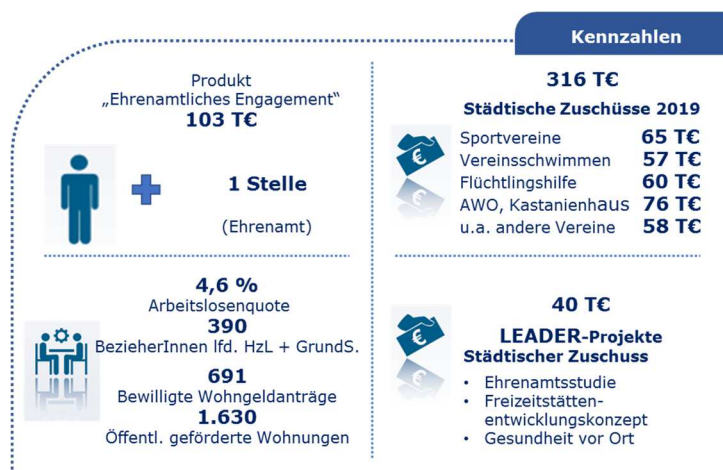 Kennzahlen
Produkt
„Ehrenamtliches Engagement“
103 T€
1 Stelle
(Ehrenamt)
316 T€
Städtische Zuschüsse 2019
Sportvereine 65 T€
Vereinsschwimmen 57 T€
Flüchtlingshilfe 60 T€
AWO, Kastanienhaus 76 T€
u.a. andere Vereine 58 T€
4,6 %
Arbeitslosenquote
390
BezieherInnen lfd. HzL + GrundS.
691
Bewilligte Wohngeldanträge
1.630
Öffentl. geförderte Wohnungen
40 T€
LEADER-Projekte
Städtischer Zuschuss
• Ehrenamtsstudie
• Freizeitstätten-
entwicklungskonzept
• Gesundheit vor Ort